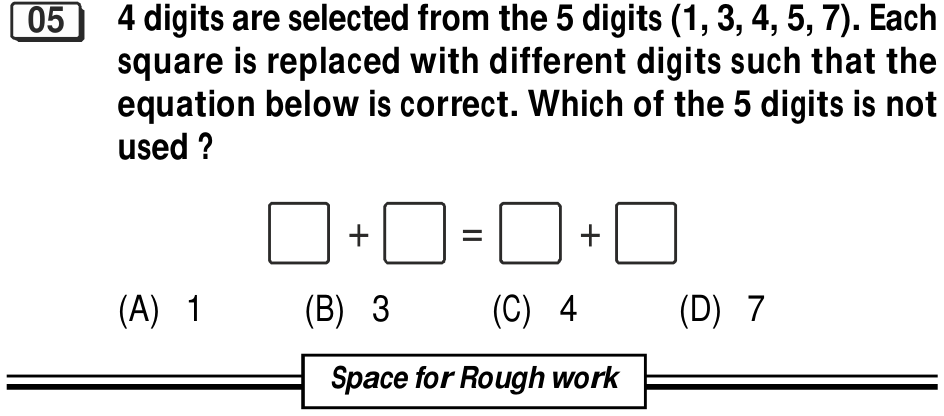 05 4 digits are selected from the 5 digits (1, 3, 4, 5, 7). Each
square is replaced with different digits such that the
equation below is correct. Which of the 5 digits is not
used ?
□ + □ = □ + □
(A) 1 (B) 3 (C) 4 (D) 7
Space for Rough work